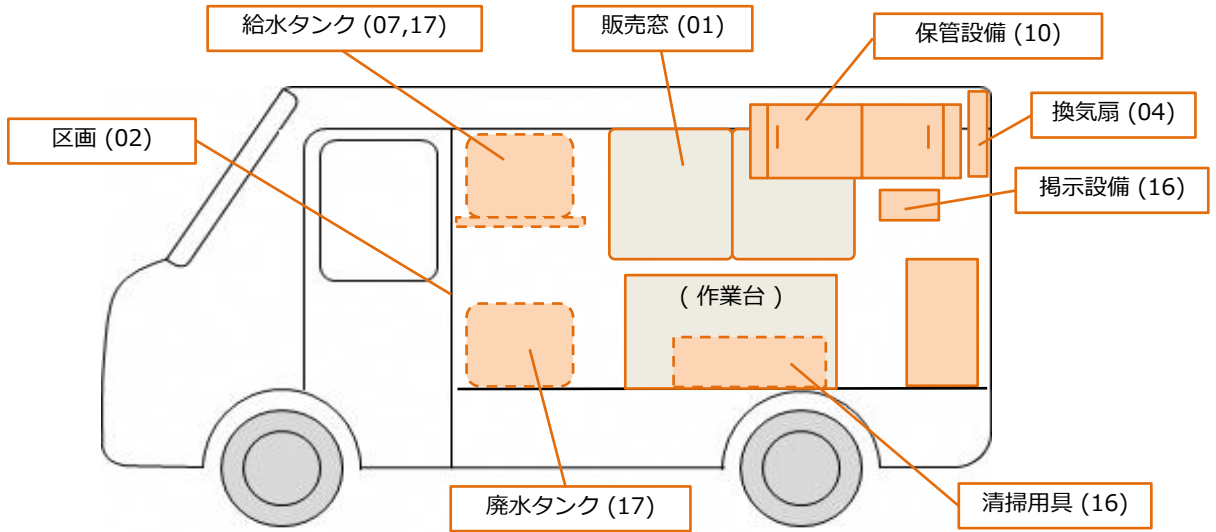 給水タンク (07,17)
販売窓 (01)
保管設備 (10)
換気扇 (04)
区画 (02)
掲示設備 (16)
( 作業台 )
廃水タンク (17)
清掃用具 (16)